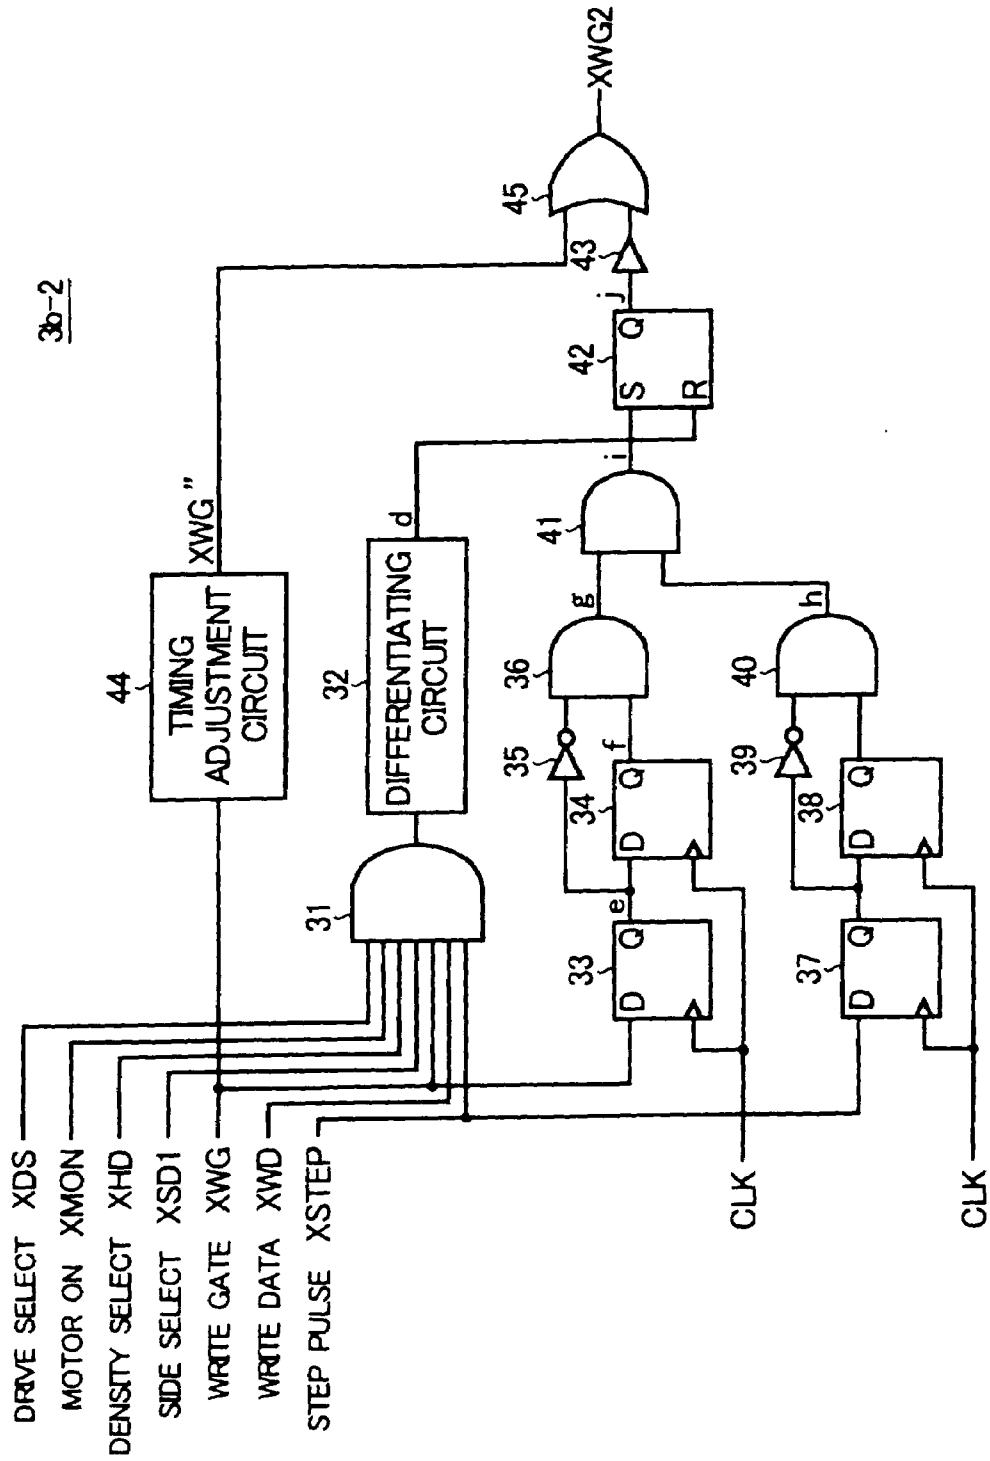 3b-2
DRIVE SELECT XDS
MOTOR ON XMON
DENSITY SELECT XHD
SIDE SELECT XSD1
WRITE GATE XWG
WRITE DATA XWD
STEP PULSE XSTEP
44
TIMING
ADJUSTMENT
CIRCUIT
XWG"
31
32
DIFFERENTIATING
CIRCUIT
d
33
D
Q
e
34
D
Q
f
35
36
g
37
D
Q
38
D
Q
39
40
h
41
i
42
S
Q
R
j
43
45
XWG2
CLK
CLK